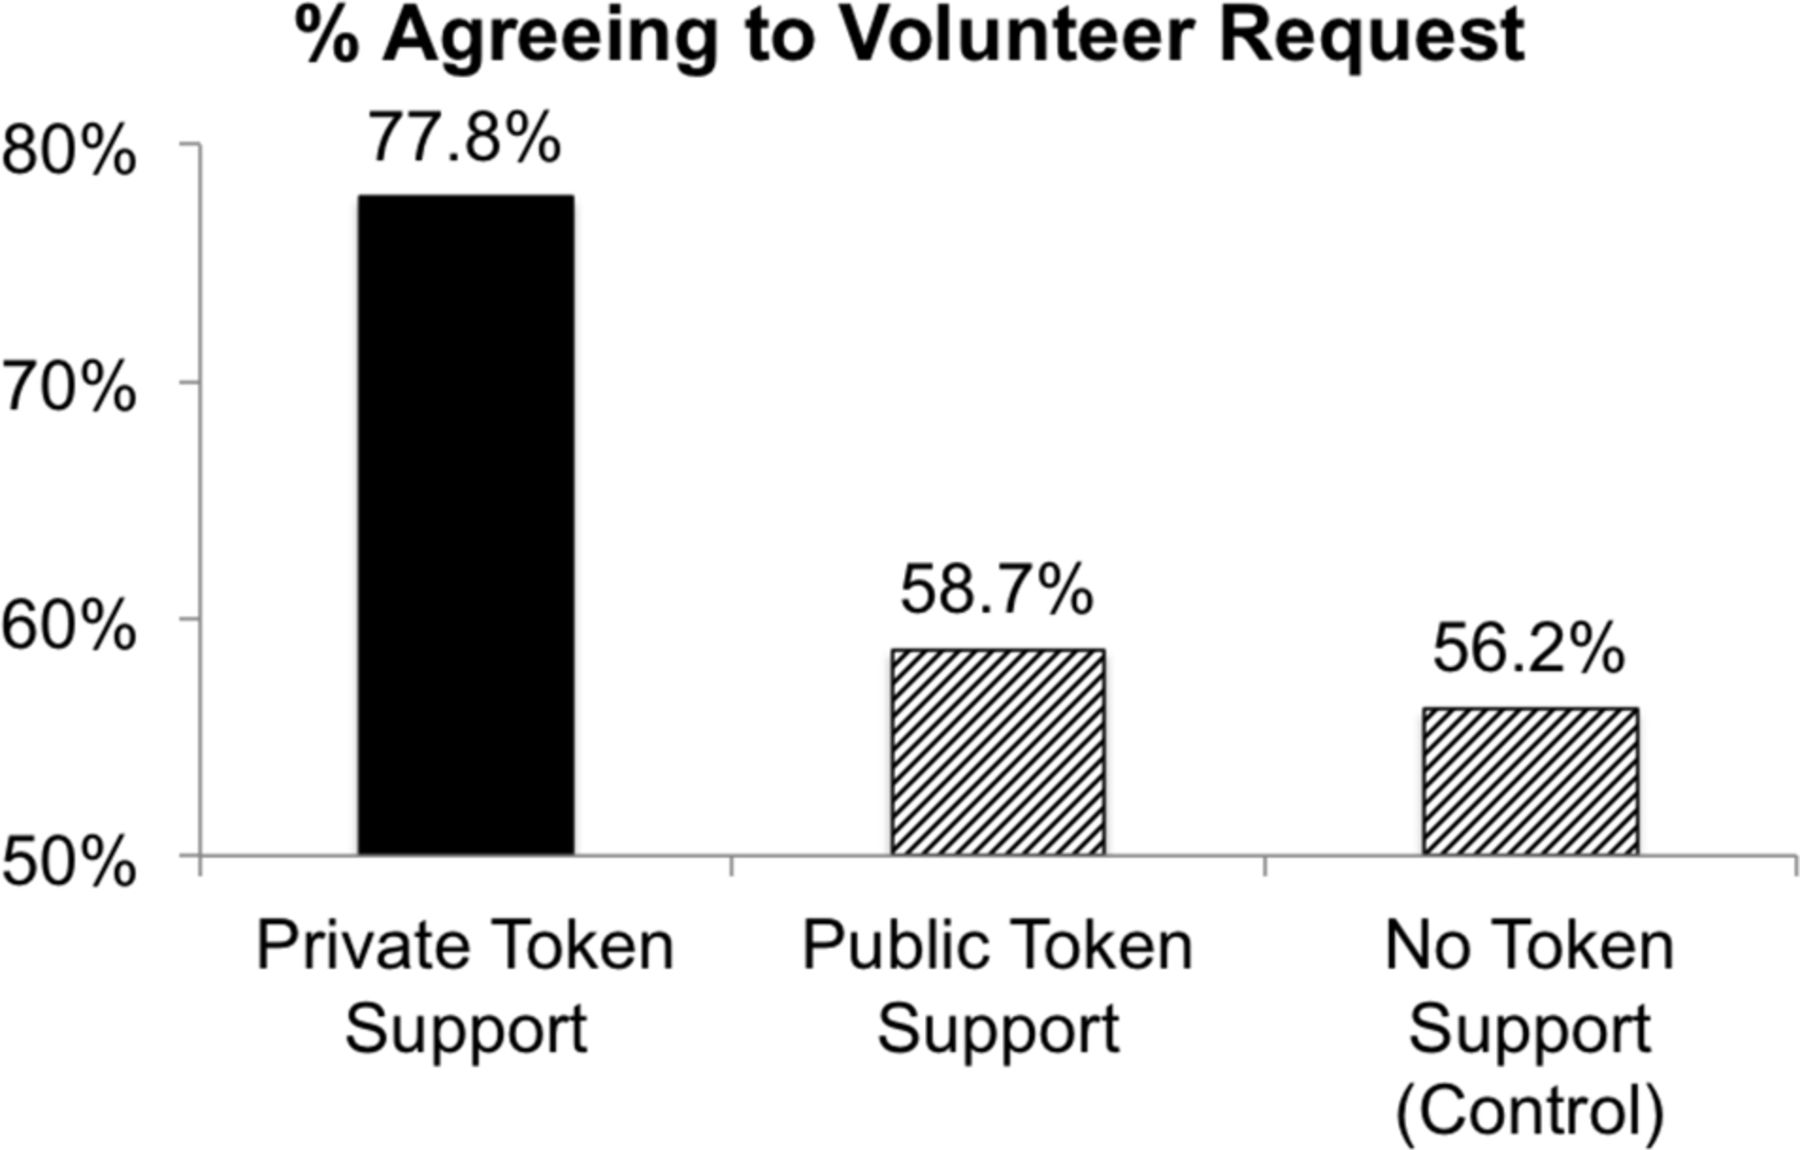 % Agreeing to Volunteer Request
77.8%
80%
70%
58.7%
60%
56.2%
50%
Private Token
Support
Public Token
Support
No Token
Support
(Control)